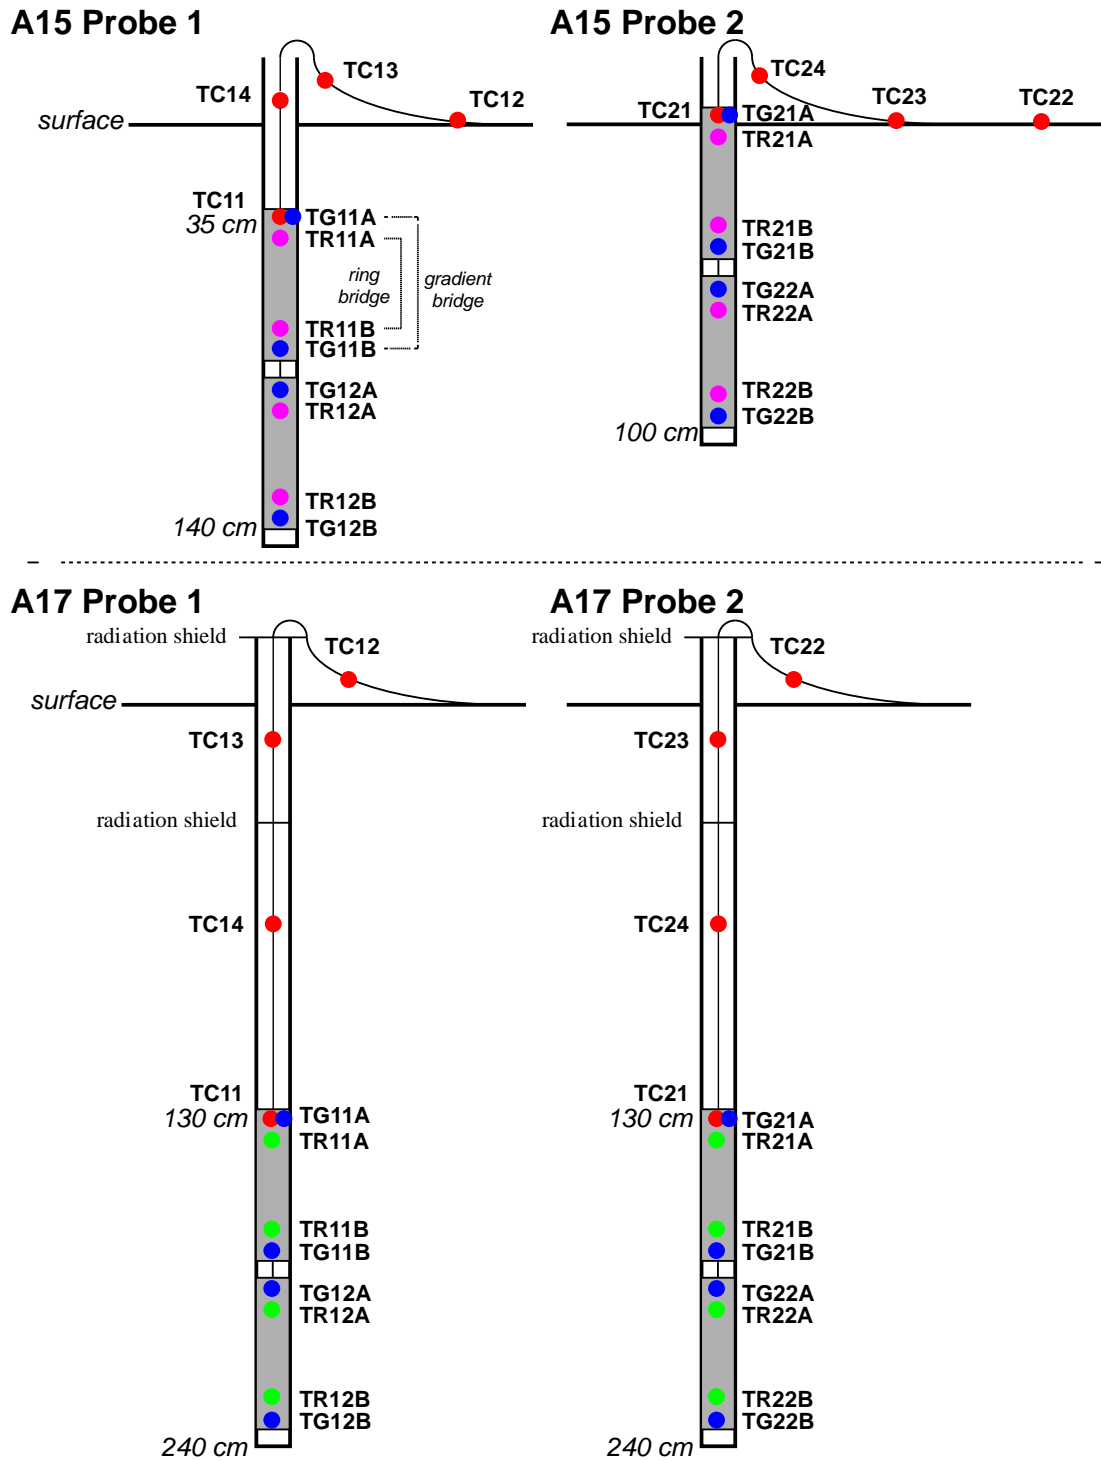 A15 Probe 1
TC13
TC14
TC12
surface
TC11
35 cm
TG11A
TR11A
ring
bridge
gradient
bridge
TR11B
TG11B
TG12A
TR12A
TR12B
140 cm
TG12B
A15 Probe 2
TC24
TC23
TC22
TC21
TG21A
TR21A
TR21B
TG21B
TG22A
TR22A
TR22B
TG22B
100 cm
A17 Probe 1
radiation shield
TC12
surface
TC13
radiation shield
TC14
TC11
130 cm
TG11A
TR11A
TR11B
TG11B
TG12A
TR12A
TR12B
TG12B
240 cm
A17 Probe 2
radiation shield
TC22
TC23
radiation shield
TC24
TC21
130 cm
TG21A
TR21A
TR21B
TG21B
TG22A
TR22A
TR22B
TG22B
240 cm